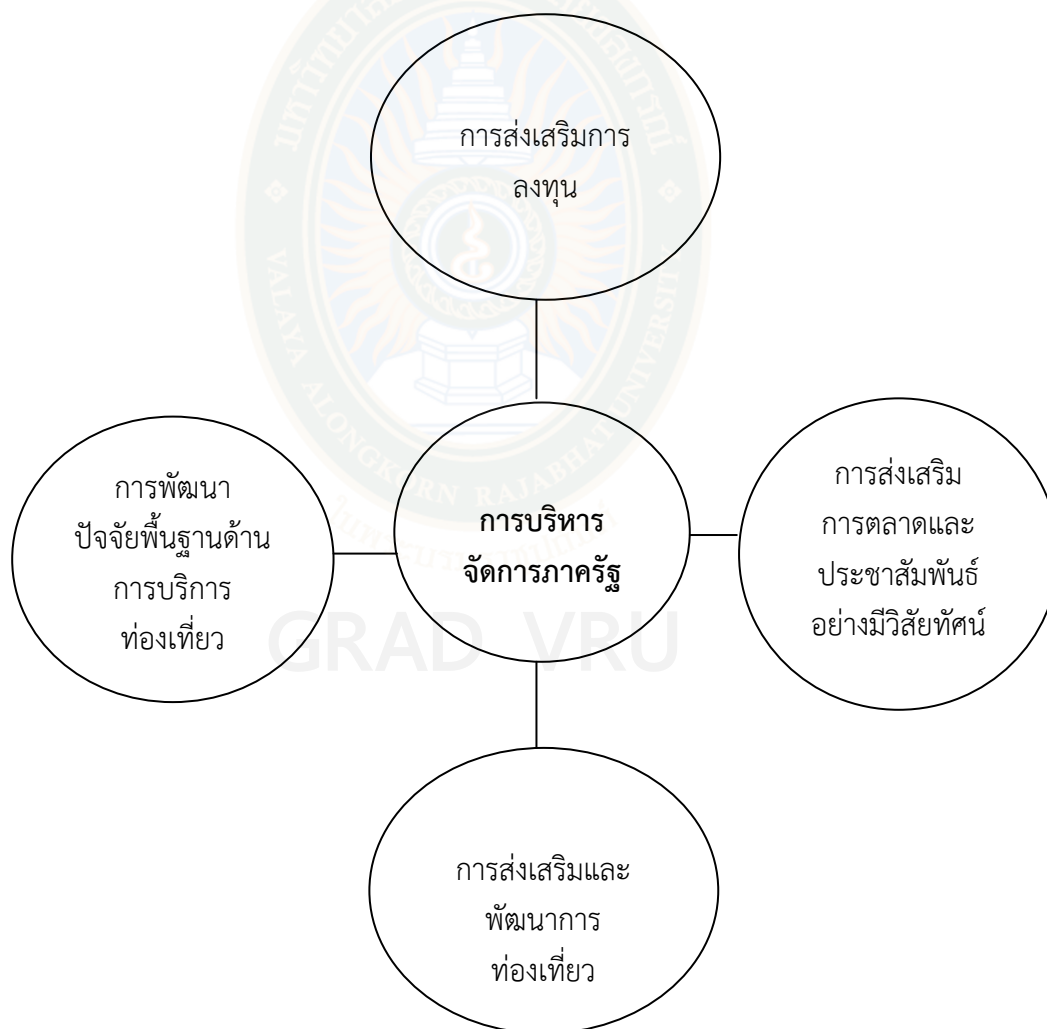 การส่งเสริมการ
ลงทุน
การพัฒนา
ปัจจัยพื้นฐานด้าน
การบริการ
ท่องเที่ยว
การบริหาร
จัดการภาครัฐ
การส่งเสริม
การตลาดและ
ประชาสัมพันธ์
อย่างมีวิสัยทัศน์
การส่งเสริมและ
พัฒนาการ
ท่องเที่ยว
VALAYA ALONGKORN RAJABHAT UNIVERSITY
GRAD VRU